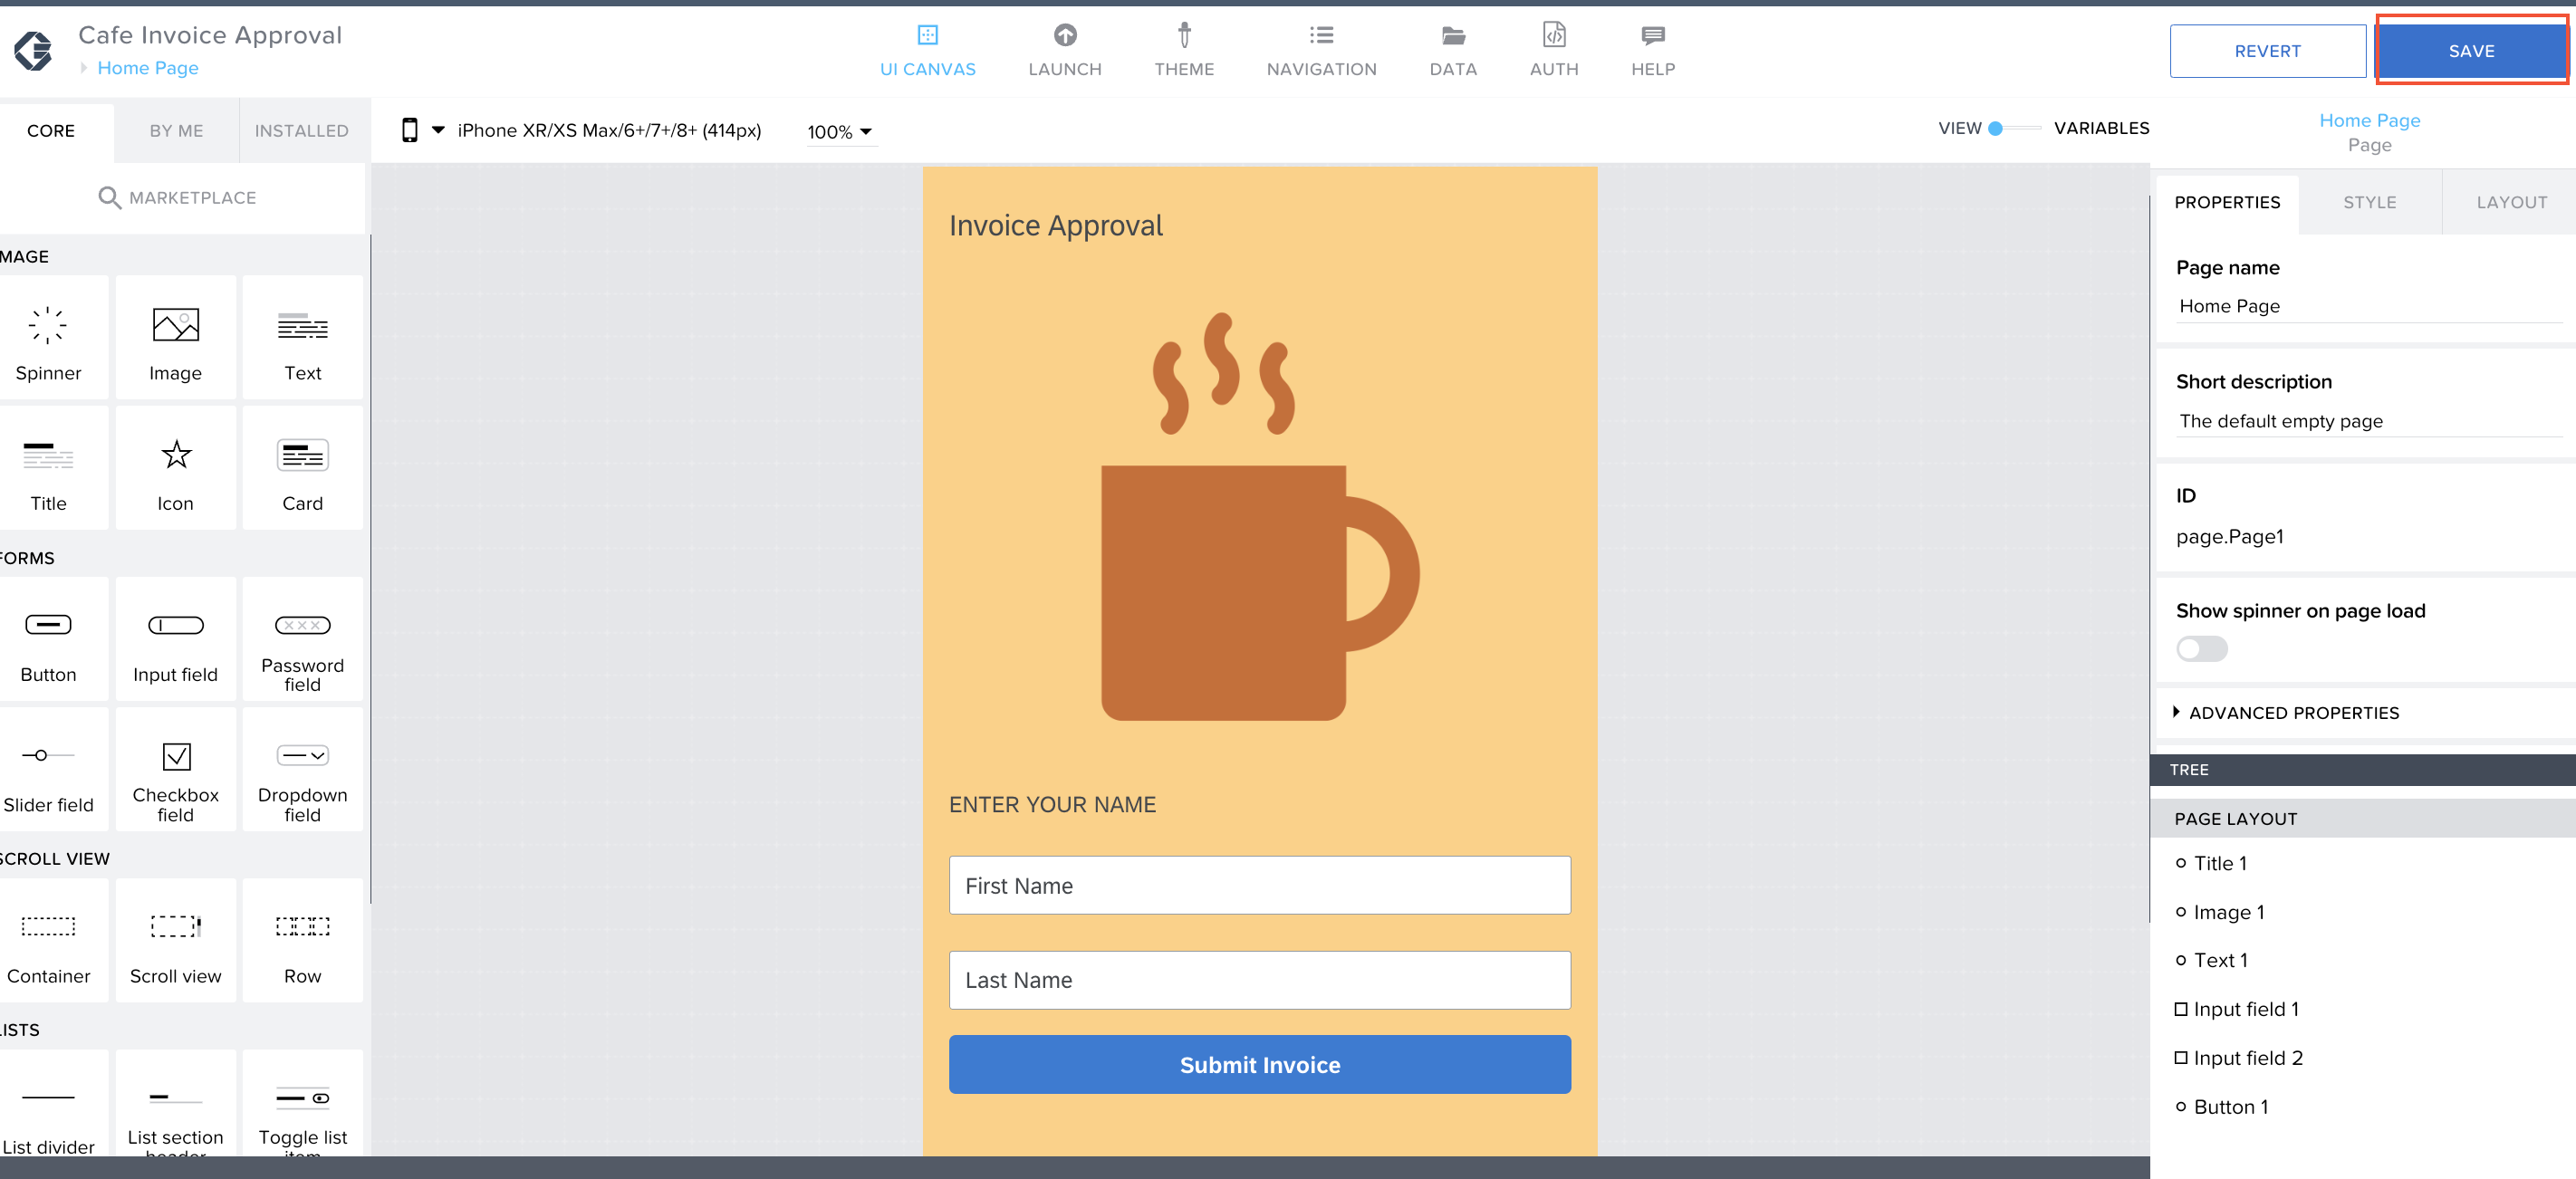 Cafe Invoice Approval
Home Page
UI CANVAS
LAUNCH
THEME
NAVIGATION
DATA
AUTH
HELP
REVERT
SAVE
CORE
BY ME
INSTALLED
iPhone XR/XS Max/6+/7+/8+ (414px)
100%
VIEW
VARIABLES
Home Page
Page
MARKETPLACE
MAGE
Spinner
Image
Text
Title
Icon
Card
FORMS
Button
Input field
Password
field
Slider field
Checkbox
field
Dropdown
field
SCROLL VIEW
Container
Scroll view
Row
LISTS
List divider
List section
header
Toggle list
item
Invoice Approval
ENTER YOUR NAME
First Name
Last Name
Submit Invoice
PROPERTIES
STYLE
LAYOUT
Page name
Home Page
Short description
The default empty page
ID
page.Page1
Show spinner on page load
ADVANCED PROPERTIES
TREE
PAGE LAYOUT
Title 1
Image 1
Text 1
Input field 1
Input field 2
Button 1